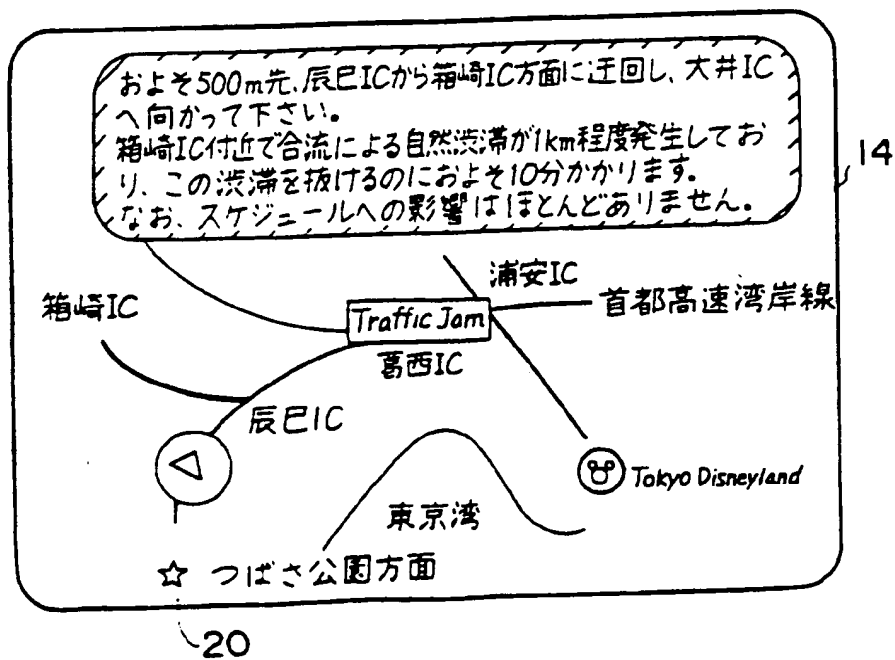 およそ500m先、辰巳ICから箱崎IC方面に迂回し、大井IC
へ向かって下さい。
箱崎IC付近で合流による自然渋滞が1km程度発生してお
り、この渋滞を抜けるのにおよそ10分かかります。
なお、スケジュールへの影響はほとんどありません。
14
浦安IC
箱崎IC
首都高速湾岸線
Traffic Jam
葛西IC
辰巳IC
Tokyo Disneyland
東京湾
☆ つばさ公園方面
20